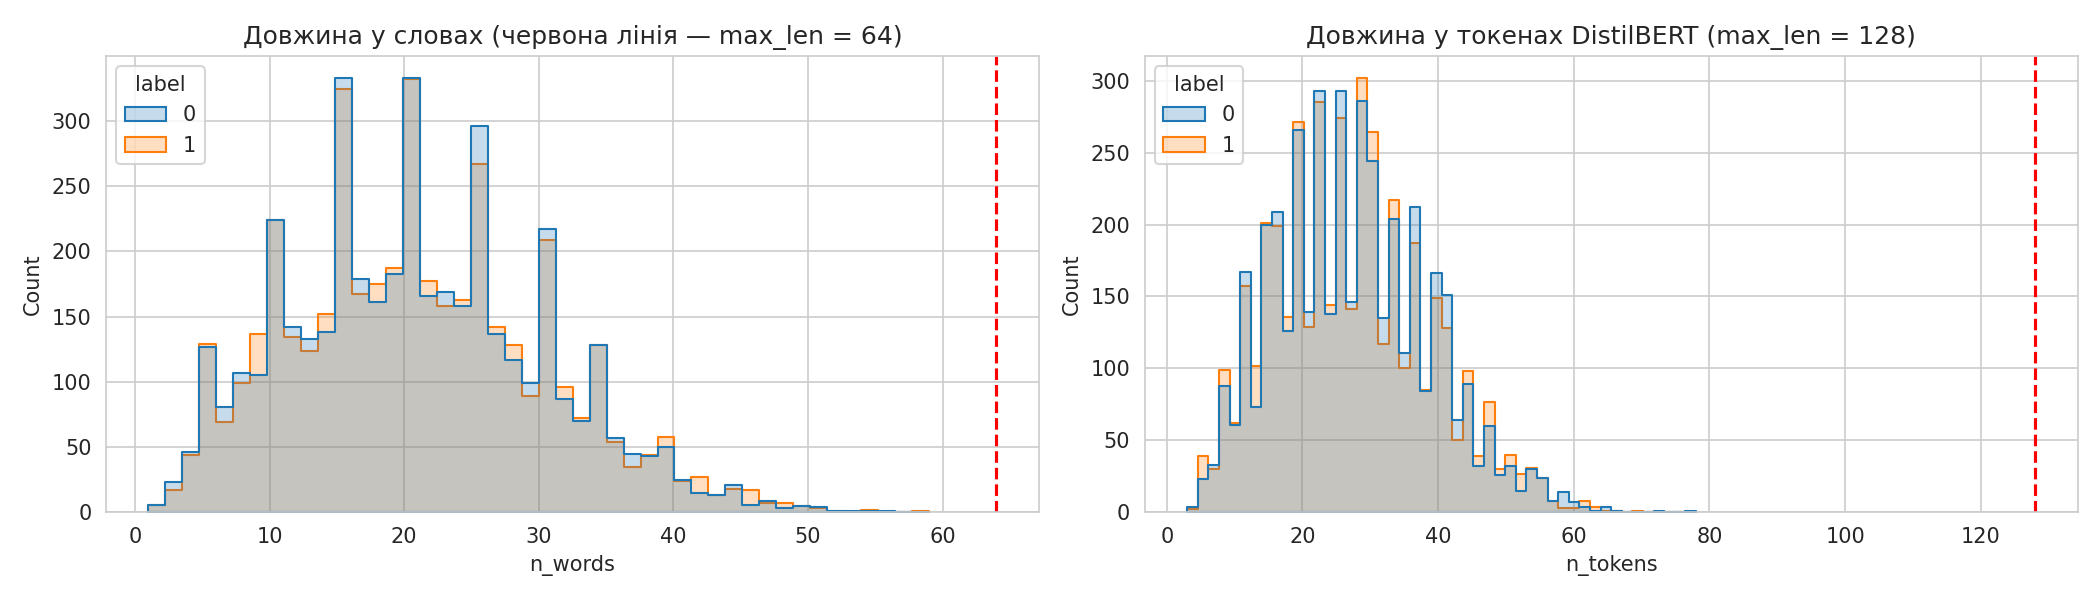 Довжина у словах (червона лінія — max_len = 64)
label
0
1
300
250
200
150
100
50
0
Count
0 10 20 30 40 50 60
n_words
Довжина у токенах DistilBERT (max_len = 128)
label
0
1
300
250
200
150
100
50
0
Count
0 20 40 60 80 100 120
n_tokens